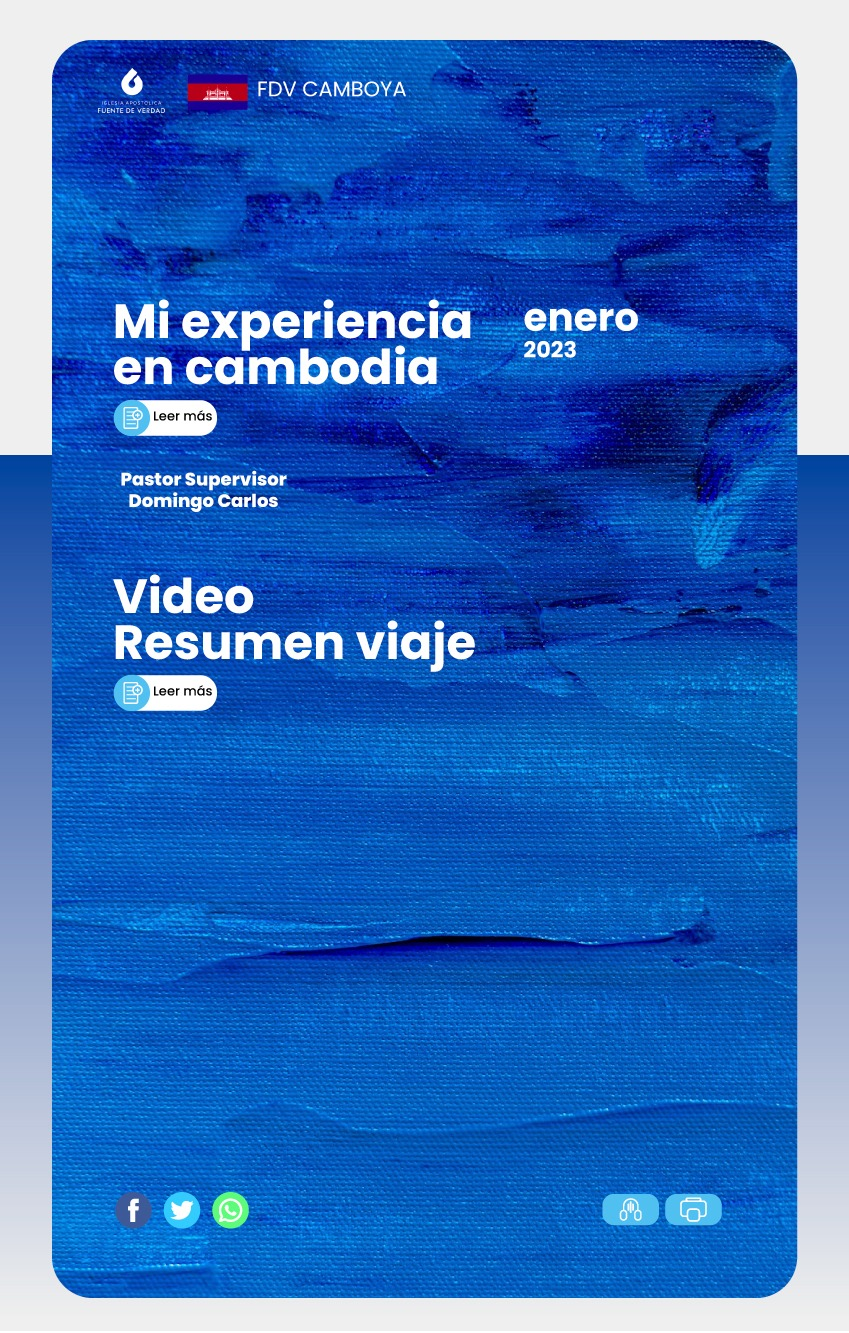 IGLESIA APOSTÓLICA
FUENTE DE VERDAD
FDV CAMBOYA
Mi experiencia
en cambodia
enero
2023
Leer más
Pastor Supervisor
Domingo Carlos
Video
Resumen viaje
Leer más